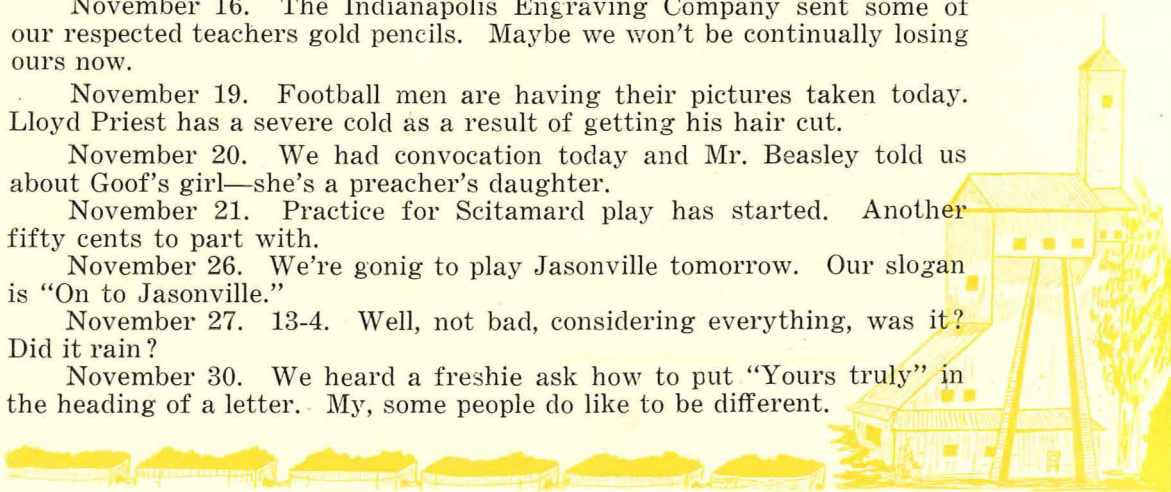 November 16. The Indianapolis Engraving Company sent some of
our respected teachers gold pencils. Maybe we won't be continually losing
ours now.
November 19. Football men are having their pictures taken today.
Lloyd Priest has a severe cold as a result of getting his hair cut.
November 20. We had convocation today and Mr. Beasley told us
about Goof's girl—she's a preacher's daughter.
November 21. Practice for Scitamard play has started. Another
fifty cents to part with.
November 26. We're gonig to play Jasonville tomorrow. Our slogan
is "On to Jasonville."
November 27. 13-4. Well, not bad, considering everything, was it?
Did it rain?
November 30. We heard a freshie ask how to put "Yours truly" in
the heading of a letter. My, some people do like to be different.